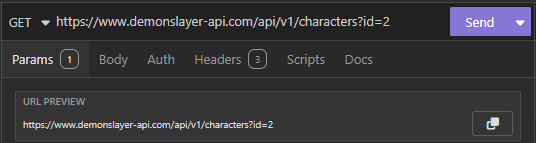 GET https://www.demonslayer-api.com/api/v1/characters?id=2 Send
Params 1 Body Auth Headers 3 Scripts Docs
URL PREVIEW
https://www.demonslayer-api.com/api/v1/characters?id=2